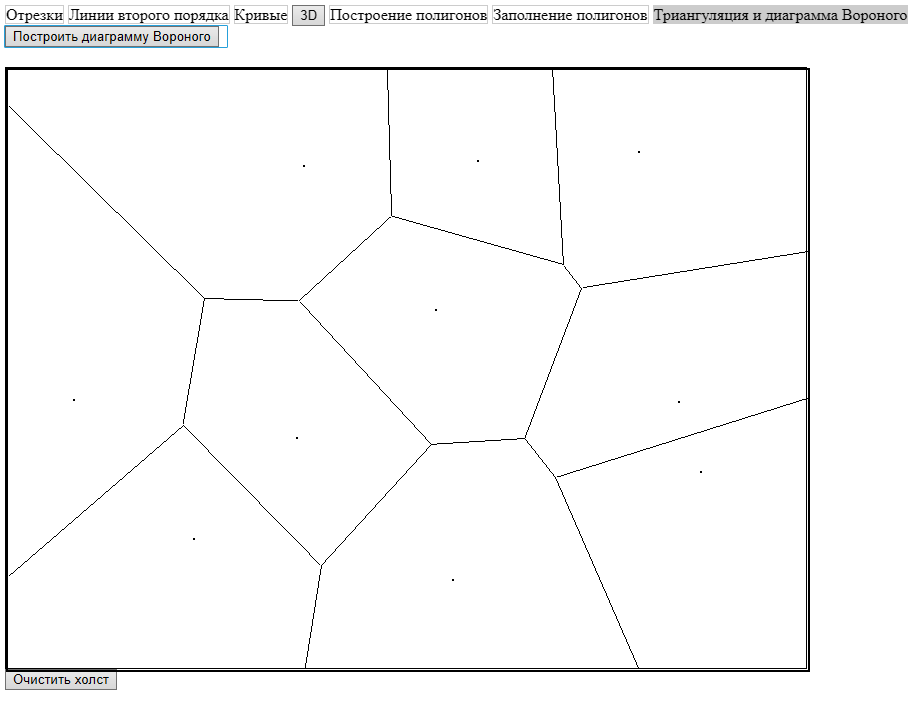 Отрезки Линии второго порядка Кривые 3D Построение полигонов Заполнение полигонов Триангуляция и диаграмма Вороного
Построить диаграмму Вороного
Очистить холст